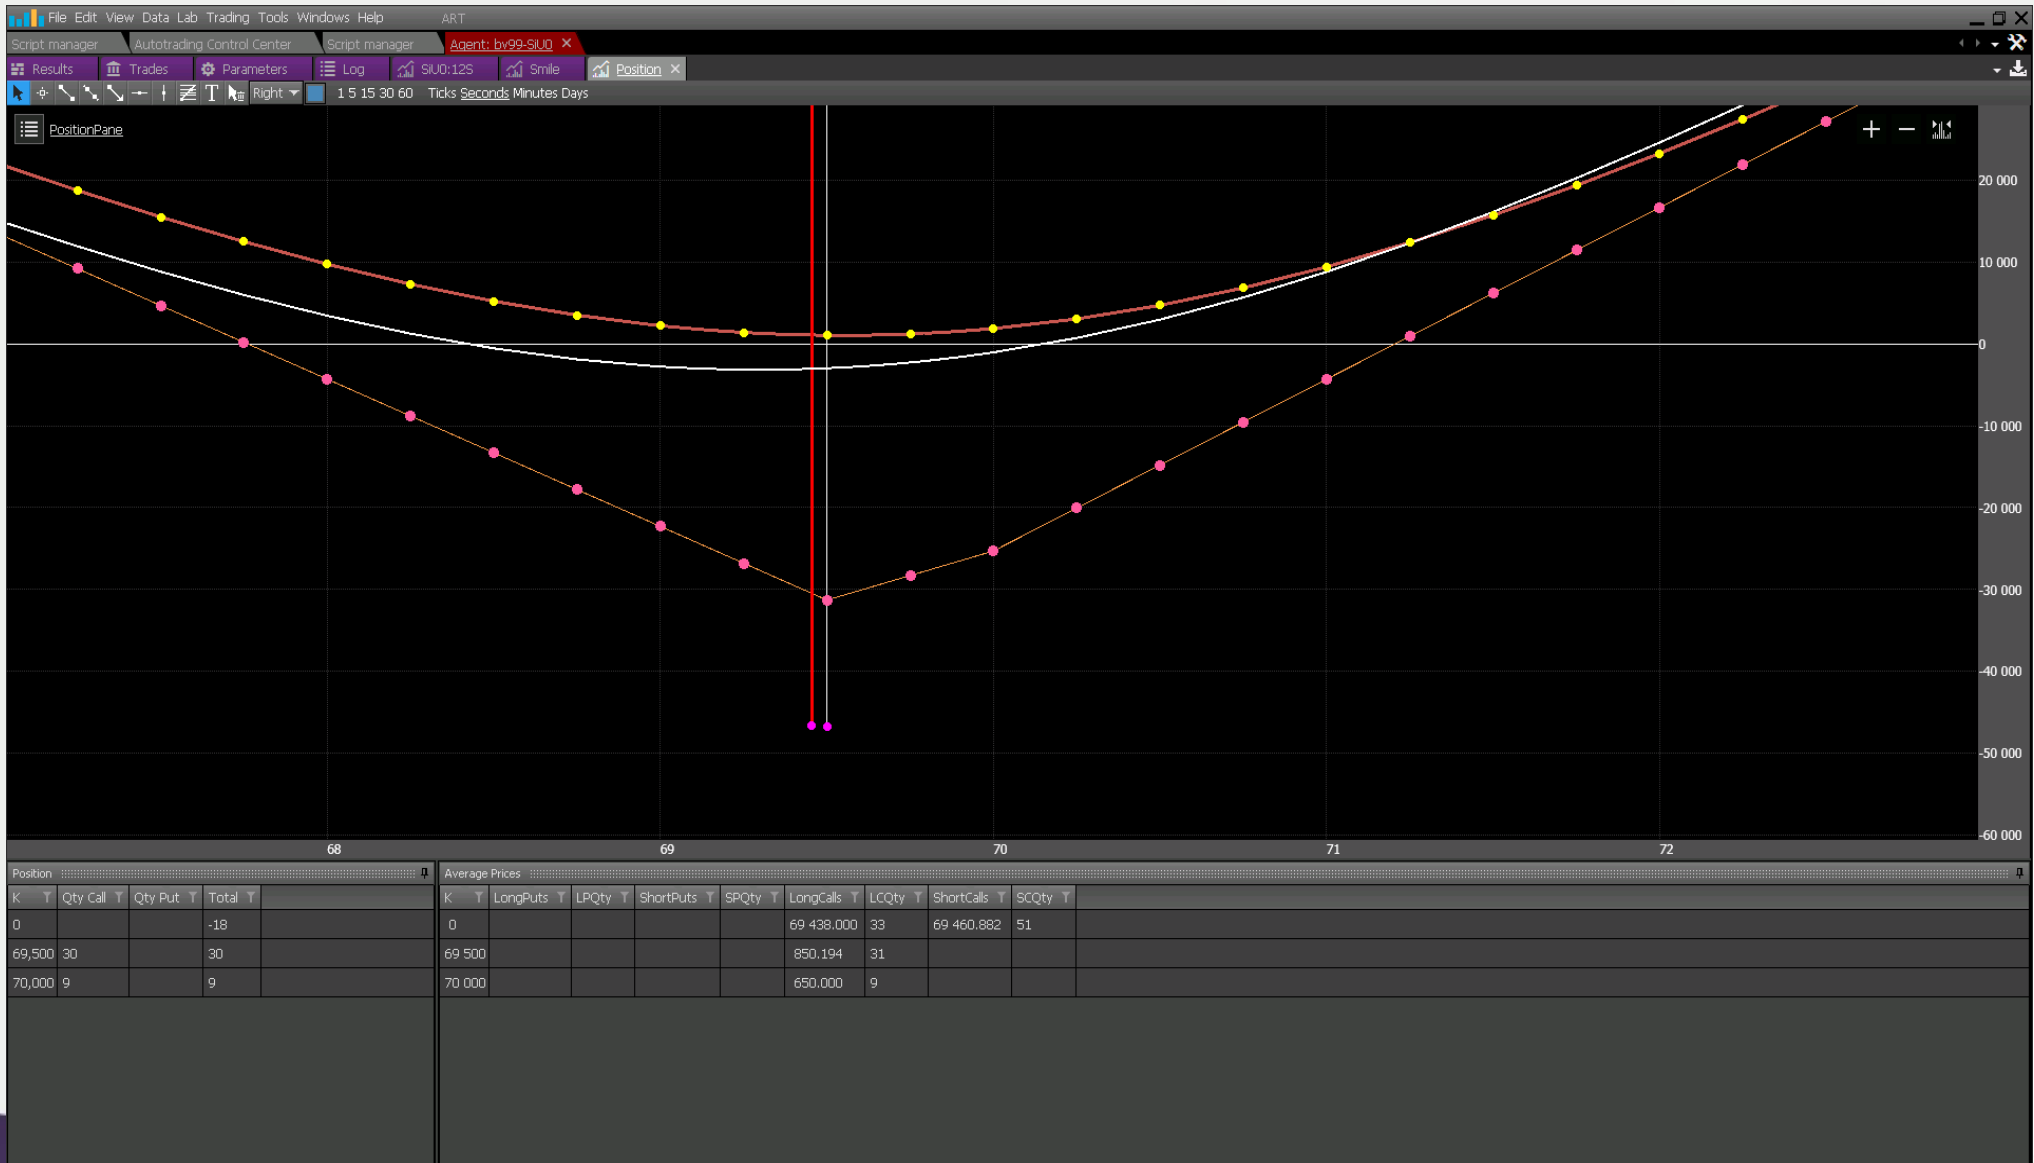 File Edit View Data Lab Trading Tools Windows Help ART
Script manager Autotrading Control Center Script manager Agent: bv99-SiU0
Results Trades Parameters Log SiU0:12S Smile Position
T Right 1 5 15 30 60 Ticks Seconds Minutes Days
PositionPane
20 000
10 000
0
-10 000
-20 000
-30 000
-40 000
-50 000
-60 000
68 69 70 71 72
Position Average Prices
K Qty Call Qty Put Total K LongPuts LPQty ShortPuts SPQty LongCalls LCQty ShortCalls SCQty
0 -18 0 69 438.000 33 69 460.882 51
69,500 30 30 69 500 850.194 31
70,000 9 9 70 000 650.000 9